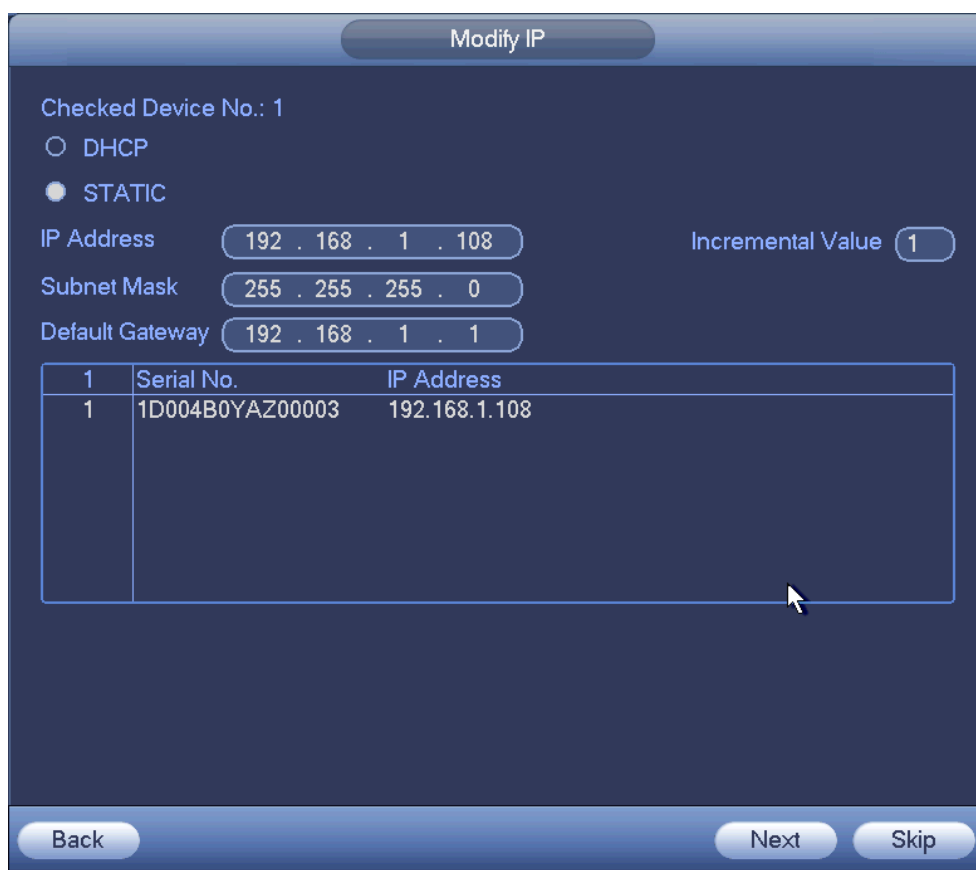 Modify IP
Checked Device No.: 1
DHCP
STATIC
IP Address 192 . 168 . 1 . 108 Incremental Value 1
Subnet Mask 255 . 255 . 255 . 0
Default Gateway 192 . 168 . 1 . 1
1 Serial No. IP Address
1 1D004B0YAZ00003 192.168.1.108
Back Next Skip